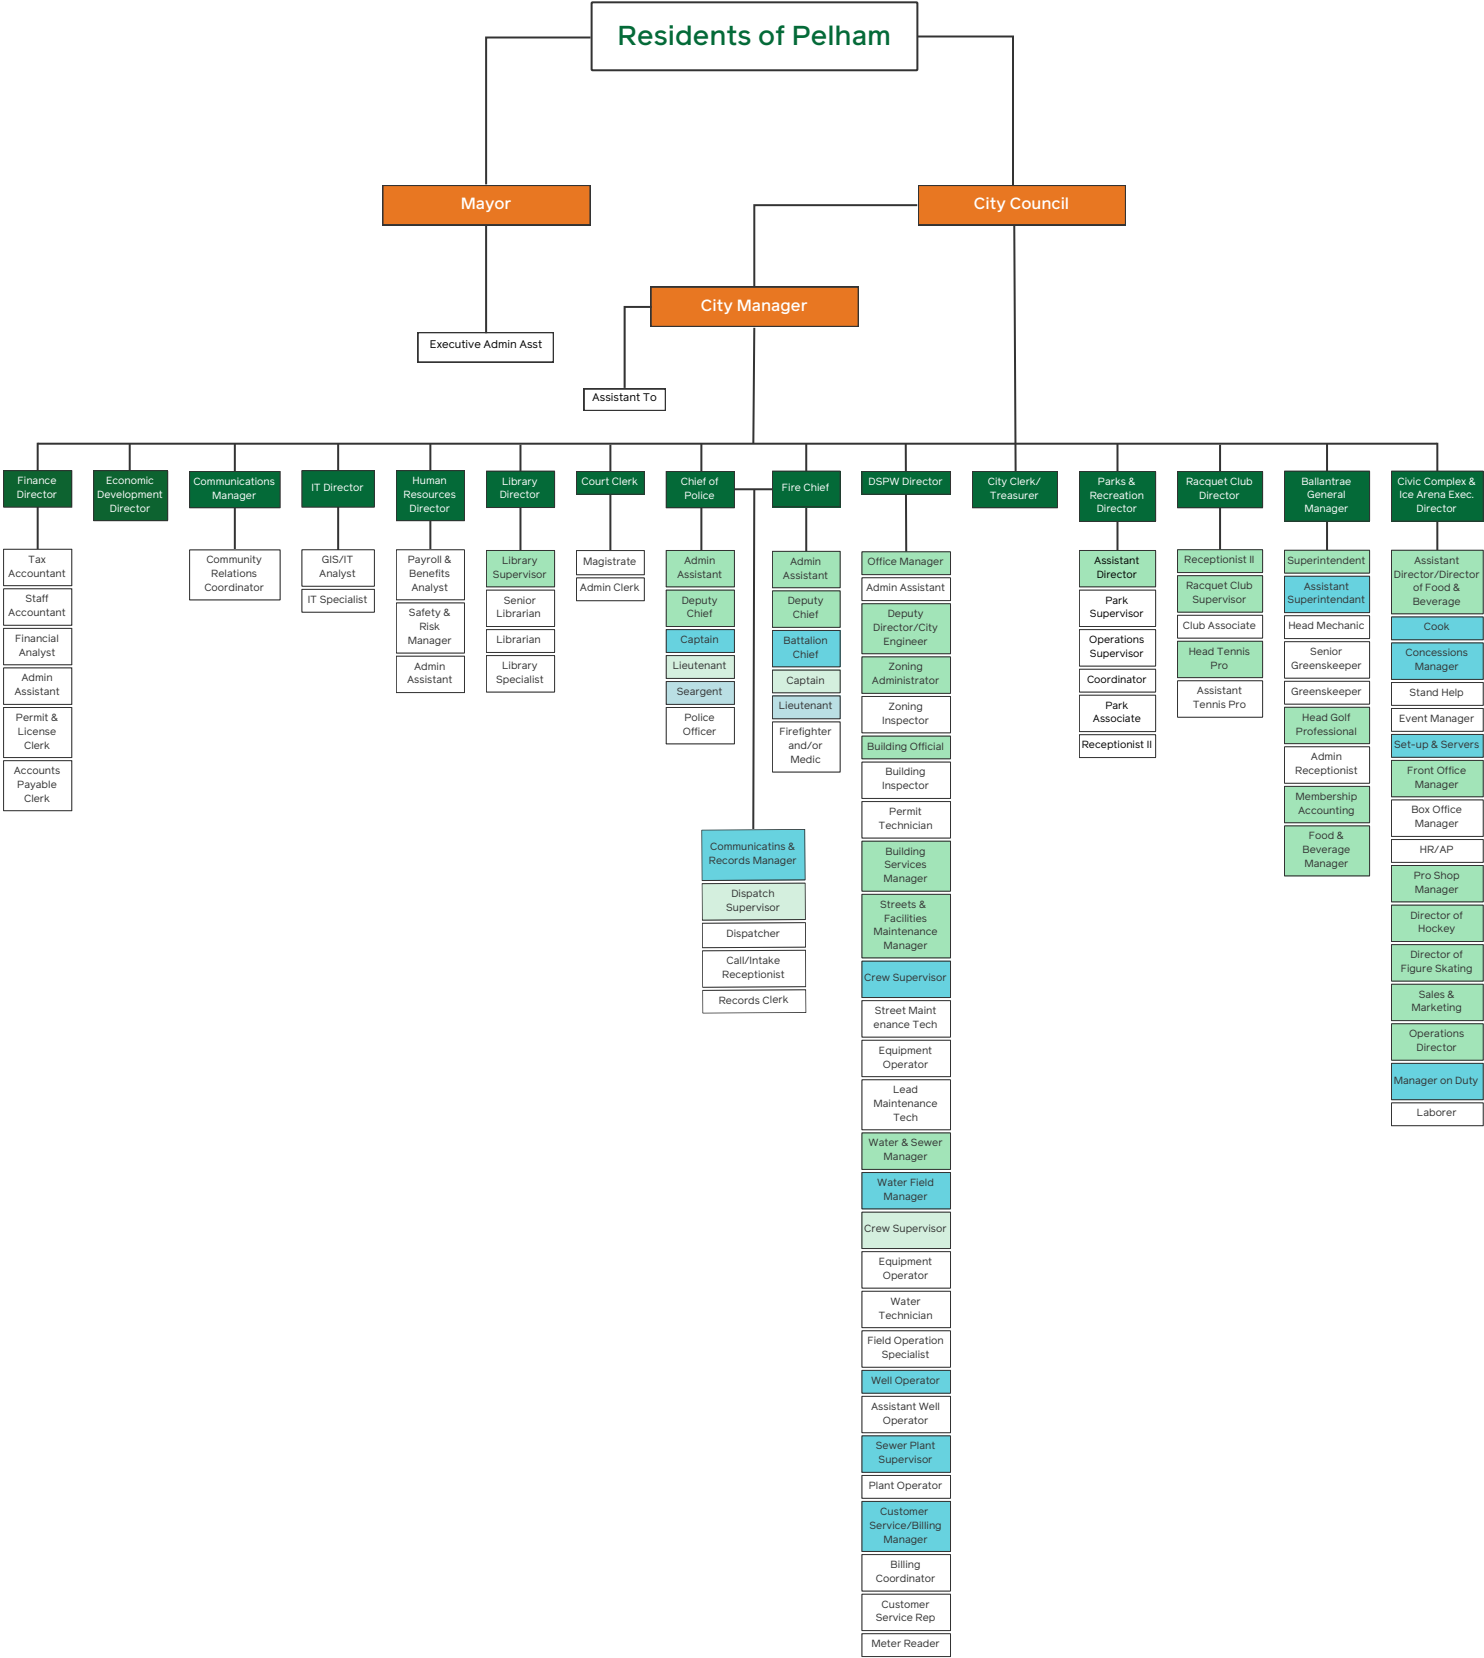 Residents of Pelham
Mayor
City Council
City Manager
Executive Admin Asst
Assistant To
Finance
Director
Tax
Accountant
Staff
Accountant
Financial
Analyst
Admin
Assistant
Permit &
License
Clerk
Accounts
Payable
Clerk
Economic
Development
Director
Communications
Manager
Community
Relations
Coordinator
IT Director
GIS/IT
Analyst
IT Specialist
Human
Resources
Director
Payroll &
Benefits
Analyst
Safety &
Risk
Manager
Admin
Assistant
Library
Director
Library
Supervisor
Senior
Librarian
Librarian
Library
Specialist
Court Clerk
Magistrate
Admin Clerk
Chief of
Police
Admin
Assistant
Deputy
Chief
Captain
Lieutenant
Seargent
Police
Officer
Fire Chief
Admin
Assistant
Deputy
Chief
Battalion
Chief
Captain
Lieutenant
Firefighter
and/or
Medic
Communicatins &
Records Manager
Dispatch
Supervisor
Dispatcher
Call/Intake
Receptionist
Records Clerk
DSPW Director
Office Manager
Admin Assistant
Deputy
Director/City
Engineer
Zoning
Administrator
Zoning
Inspector
Building Official
Building
Inspector
Permit
Technician
Building
Services
Manager
Streets &
Facilities
Maintenance
Manager
Crew Supervisor
Street Maint
enance Tech
Equipment
Operator
Lead
Maintenance
Tech
Water & Sewer
Manager
Water Field
Manager
Crew Supervisor
Equipment
Operator
Water
Technician
Field Operation
Specialist
Well Operator
Assistant Well
Operator
Sewer Plant
Supervisor
Plant Operator
Customer
Service/Billing
Manager
Billing
Coordinator
Customer
Service Rep
Meter Reader
City Clerk/
Treasurer
Parks &
Recreation
Director
Assistant
Director
Park
Supervisor
Operations
Supervisor
Coordinator
Park
Associate
Receptionist II
Racquet Club
Director
Receptionist II
Racquet Club
Supervisor
Club Associate
Head Tennis
Pro
Assistant
Tennis Pro
Ballantrae
General
Manager
Superintendent
Assistant
Superintendant
Head Mechanic
Senior
Greenskeeper
Greenskeeper
Head Golf
Professional
Admin
Receptionist
Membership
Accounting
Food &
Beverage
Manager
Civic Complex &
Ice Arena Exec.
Director
Assistant
Director/Director
of Food &
Beverage
Cook
Concessions
Manager
Stand Help
Event Manager
Set-up & Servers
Front Office
Manager
Box Office
Manager
HR/AP
Pro Shop
Manager
Director of
Hockey
Director of
Figure Skating
Sales &
Marketing
Operations
Director
Manager on Duty
Laborer